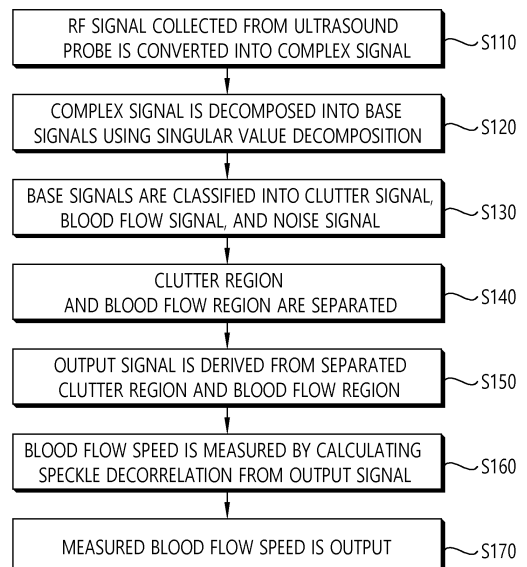 RF SIGNAL COLLECTED FROM ULTRASOUND
PROBE IS CONVERTED INTO COMPLEX SIGNAL
S110
COMPLEX SIGNAL IS DECOMPOSED INTO BASE
SIGNALS USING SINGULAR VALUE DECOMPOSITION
S120
BASE SIGNALS ARE CLASSIFIED INTO CLUTTER SIGNAL,
BLOOD FLOW SIGNAL, AND NOISE SIGNAL
S130
CLUTTER REGION
AND BLOOD FLOW REGION ARE SEPARATED
S140
OUTPUT SIGNAL IS DERIVED FROM SEPARATED
CLUTTER REGION AND BLOOD FLOW REGION
S150
BLOOD FLOW SPEED IS MEASURED BY CALCULATING
SPECKLE DECORRELATION FROM OUTPUT SIGNAL
S160
MEASURED BLOOD FLOW SPEED IS OUTPUT
S170